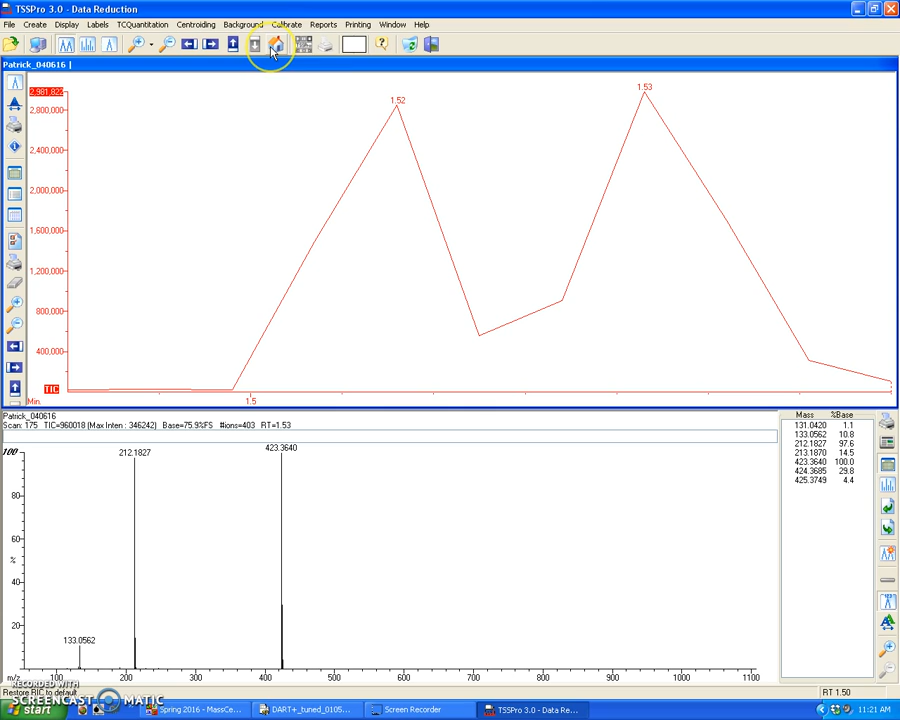 TSSPro 3.0 - Data Reduction
File Create Display Labels TCQuantitation Centroiding Background Calibrate Reports Printing Window Help
Patrick_040616 |
2,981,822
2,800,000
2,400,000
2,000,000
1,600,000
1,200,000
800,000
400,000
TIC
Min.
1.5
1.52
1.53
Patrick_040616
Scan: 175 TIC=960018 (Max Inten : 346242) Base=75.9%FS #ions=403 RT=1.53
100
80
60
%
40
20
212.1827
423.3640
133.0562
m/z 100 200 300 400 500 600 700 800 900 1000 1100
Mass %Base
131.0420 1.1
133.0562 10.8
212.1827 97.6
213.1870 14.5
423.3640 100.0
424.3685 29.8
425.3749 4.4
Restore RIC to default
RT 1.50
SCREENCAST MATIC
start
Spring 2016 - MassCe...
DART+_tuned_0105...
Screen Recorder
TSSPro 3.0 - Data Re...
11:21 AM